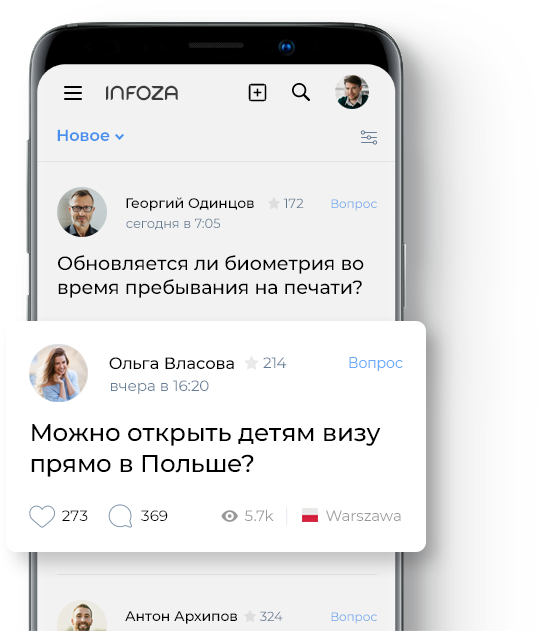 INFOZA
Новое
Георгий Одинцов 172 Вопрос
сегодня в 7:05
Обновляется ли биометрия во
время пребывания на печати?
Ольга Власова 214 Вопрос
вчера в 16:20
Можно открыть детям визу
прямо в Польше?
273 369 5.7k Warszawa
Антон Архипов 324 Вопрос